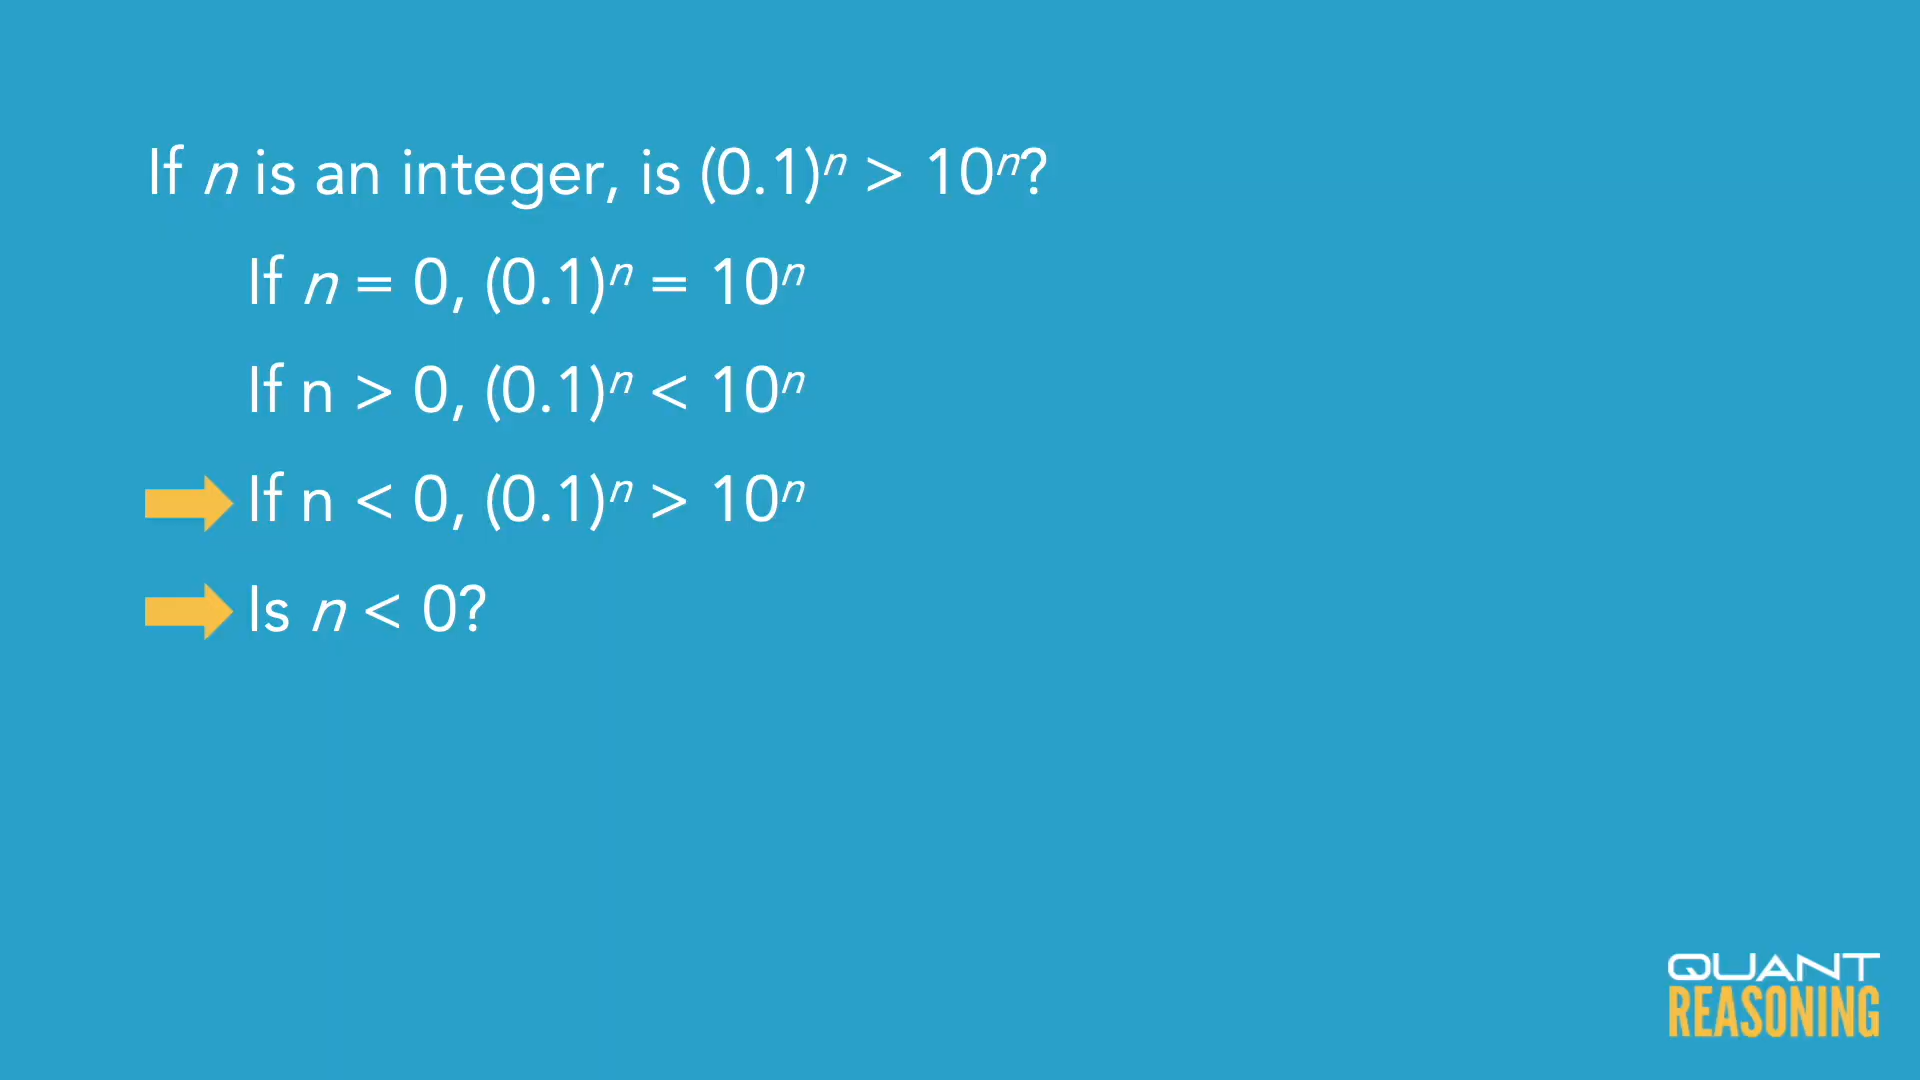 If n is an integer, is (0.1)ⁿ > 10ⁿ?
If n = 0, (0.1)ⁿ = 10ⁿ
If n > 0, (0.1)ⁿ < 10ⁿ
If n < 0, (0.1)ⁿ > 10ⁿ
Is n < 0?
QUANT
REASONING